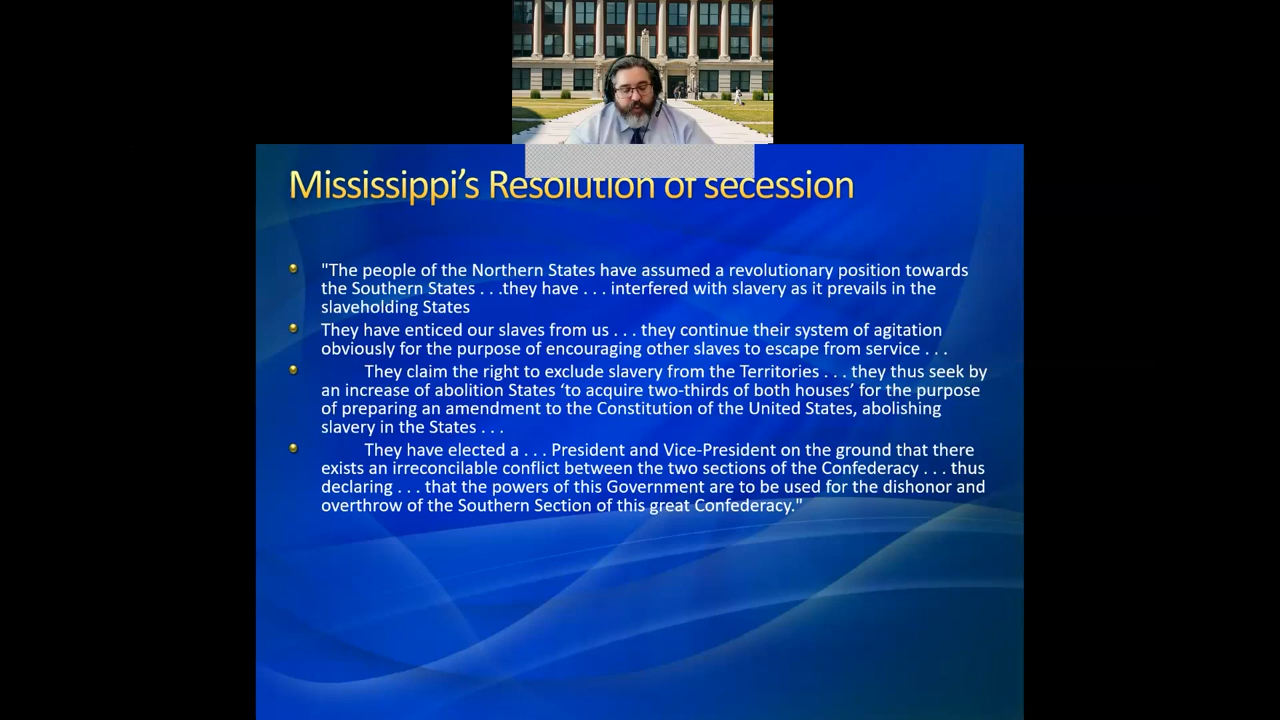 Mississippi's Resolution of secession
"The people of the Northern States have assumed a revolutionary position towards
the Southern States . . .they have . . . interfered with slavery as it prevails in the
slaveholding States
They have enticed our slaves from us . . . they continue their system of agitation
obviously for the purpose of encouraging other slaves to escape from service . . .
They claim the right to exclude slavery from the Territories . . . they thus seek by
an increase of abolition States ‘to acquire two-thirds of both houses’ for the purpose
of preparing an amendment to the Constitution of the United States, abolishing
slavery in the States . . .
They have elected a . . . President and Vice-President on the ground that there
exists an irreconcilable conflict between the two sections of the Confederacy . . . thus
declaring . . . that the powers of this Government are to be used for the dishonor and
overthrow of the Southern Section of this great Confederacy."